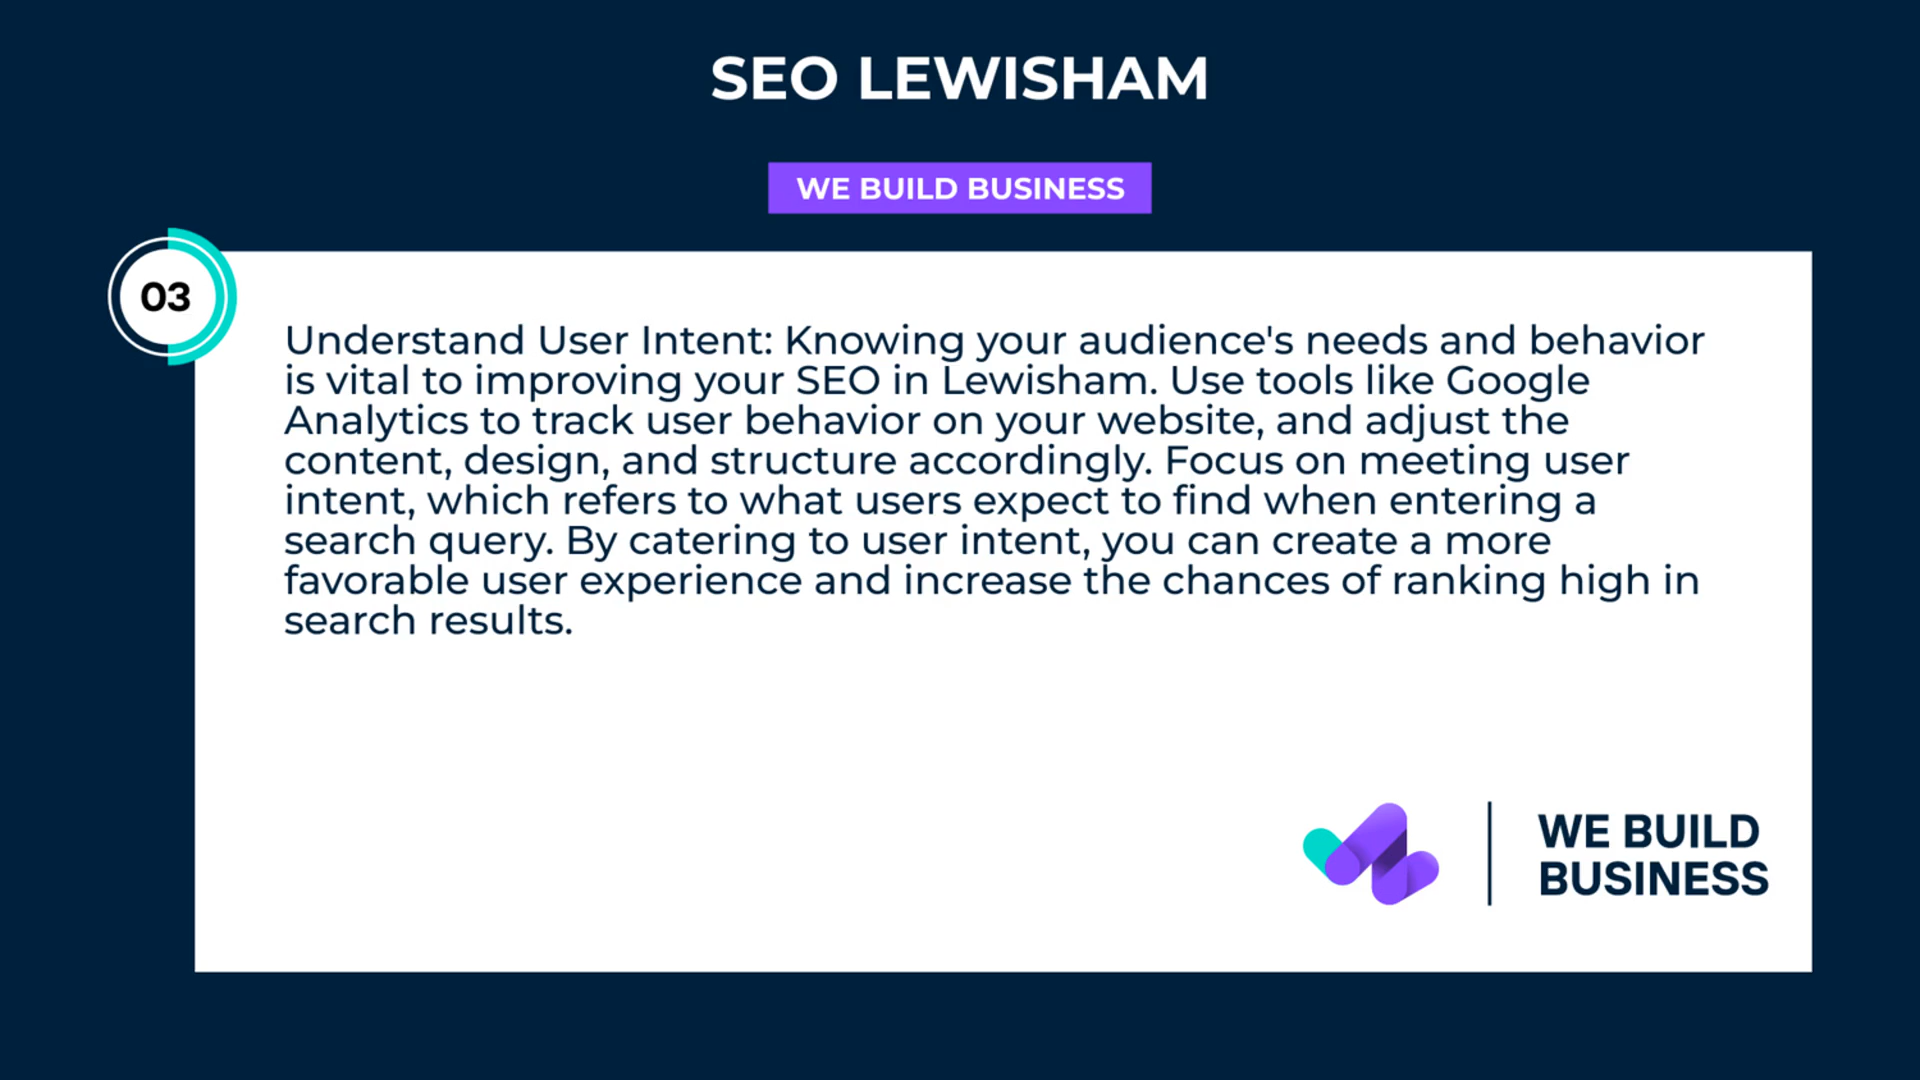 SEO LEWISHAM
WE BUILD BUSINESS
03
Understand User Intent: Knowing your audience's needs and behavior
is vital to improving your SEO in Lewisham. Use tools like Google
Analytics to track user behavior on your website, and adjust the
content, design, and structure accordingly. Focus on meeting user
intent, which refers to what users expect to find when entering a
search query. By catering to user intent, you can create a more
favorable user experience and increase the chances of ranking high in
search results.
WE BUILD
BUSINESS